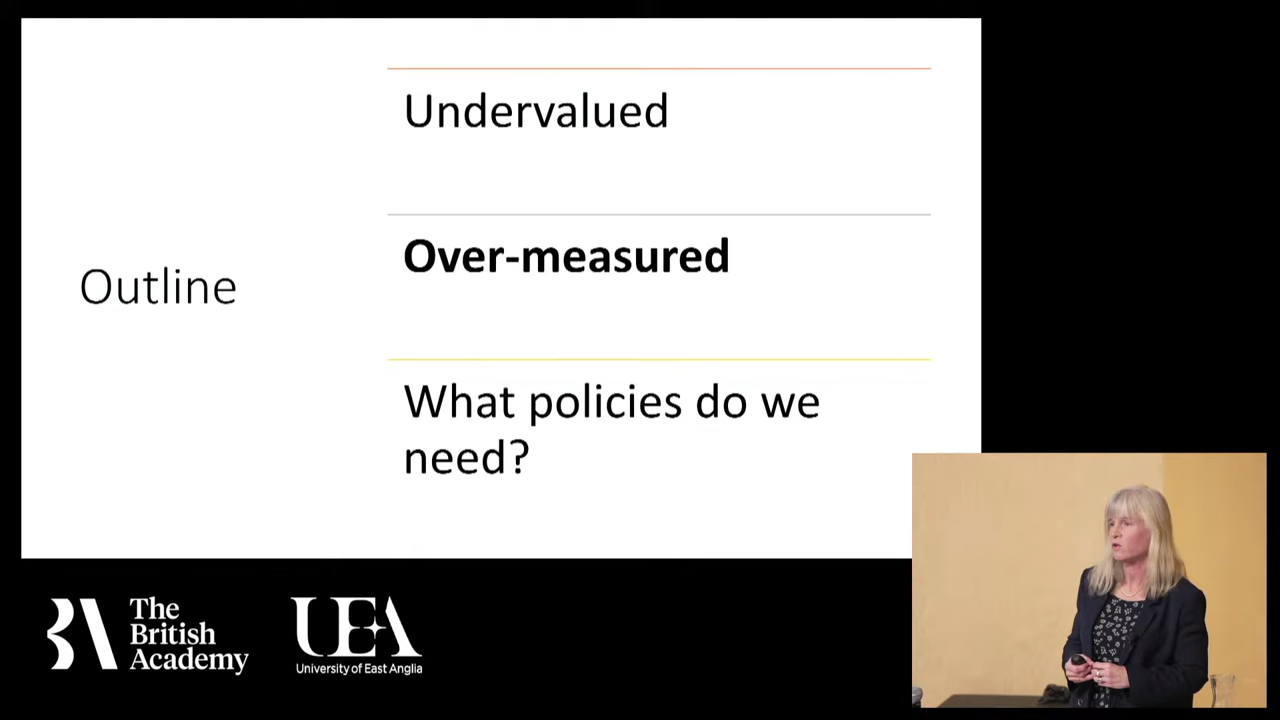 Outline
Undervalued
Over-measured
What policies do we
need?
The
British
Academy
UEA
University of East Anglia